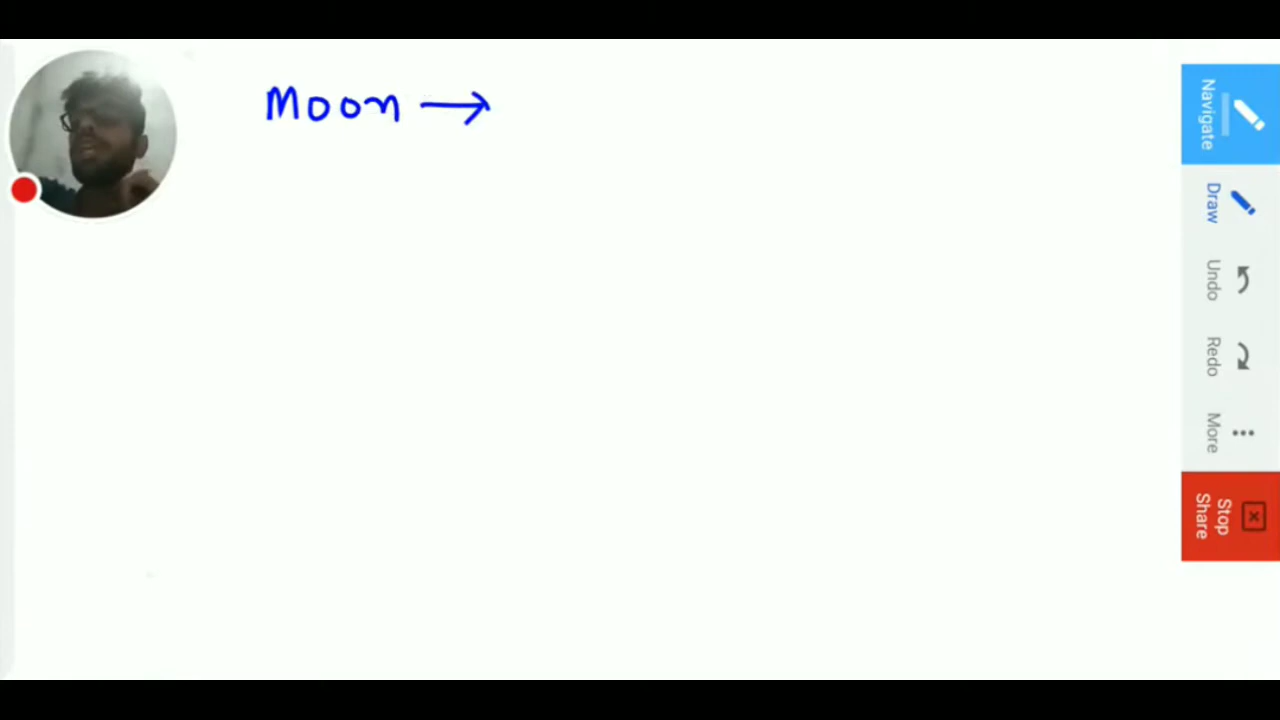 Moon →
Navigate
Draw
Undo
Redo
More
Stop
Share